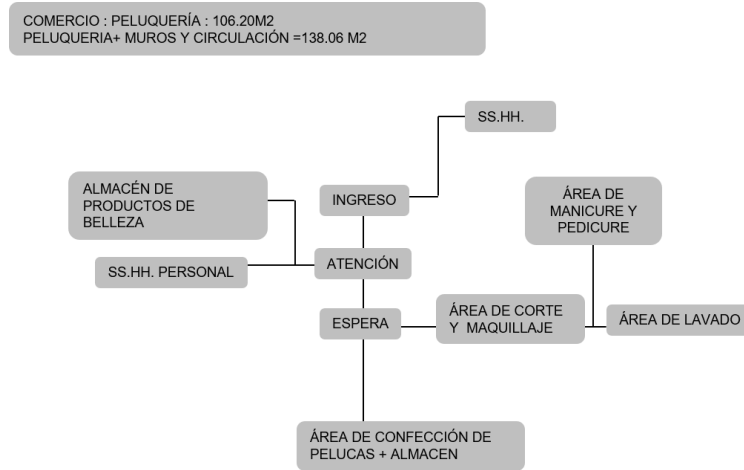 COMERCIO : PELUQUERÍA : 106.20M2
PELUQUERIA+ MUROS Y CIRCULACIÓN =138.06 M2
SS.HH.
ALMACÉN DE
PRODUCTOS DE
BELLEZA
INGRESO
ÁREA DE
MANICURE Y
PEDICURE
SS.HH. PERSONAL
ATENCIÓN
ESPERA
ÁREA DE CORTE
Y MAQUILLAJE
ÁREA DE LAVADO
ÁREA DE CONFECCIÓN DE
PELUCAS + ALMACEN